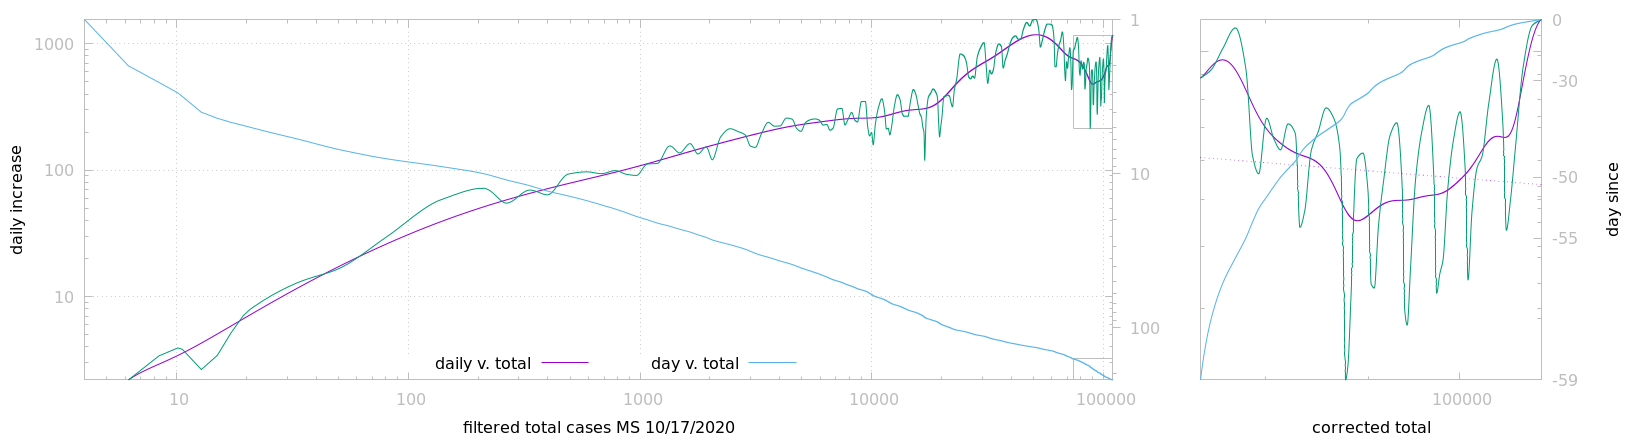 daily increase
1000
100
10
10
100
1000
10000
100000
1
10
100
daily v. total
day v. total
filtered total cases MS 10/17/2020
0
-30
-50
-55
-59
day since
100000
corrected total